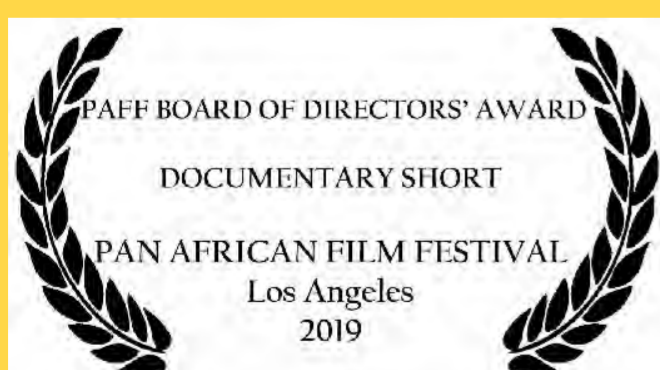 PAFF BOARD OF DIRECTORS' AWARD
DOCUMENTARY SHORT
PAN AFRICAN FILM FESTIVAL
Los Angeles
2019